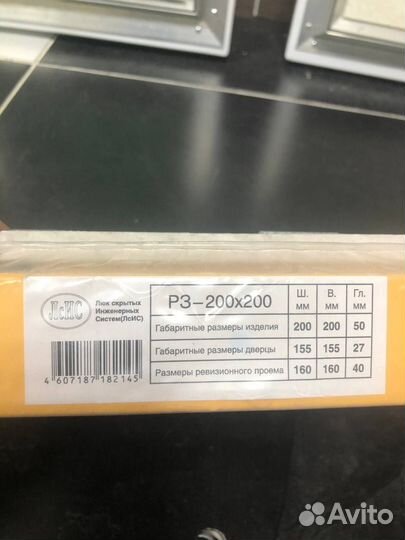 ЛсИС
Люк скрытых
Инженерных
Систем(ЛсИС)
4 607187 182145
РЗ-200х200
Ш. мм
В. мм
Гл. мм
Габаритные размеры изделия 200 200 50
Габаритные размеры дверцы 155 155 27
Размеры ревизионного проема 160 160 40
Avito